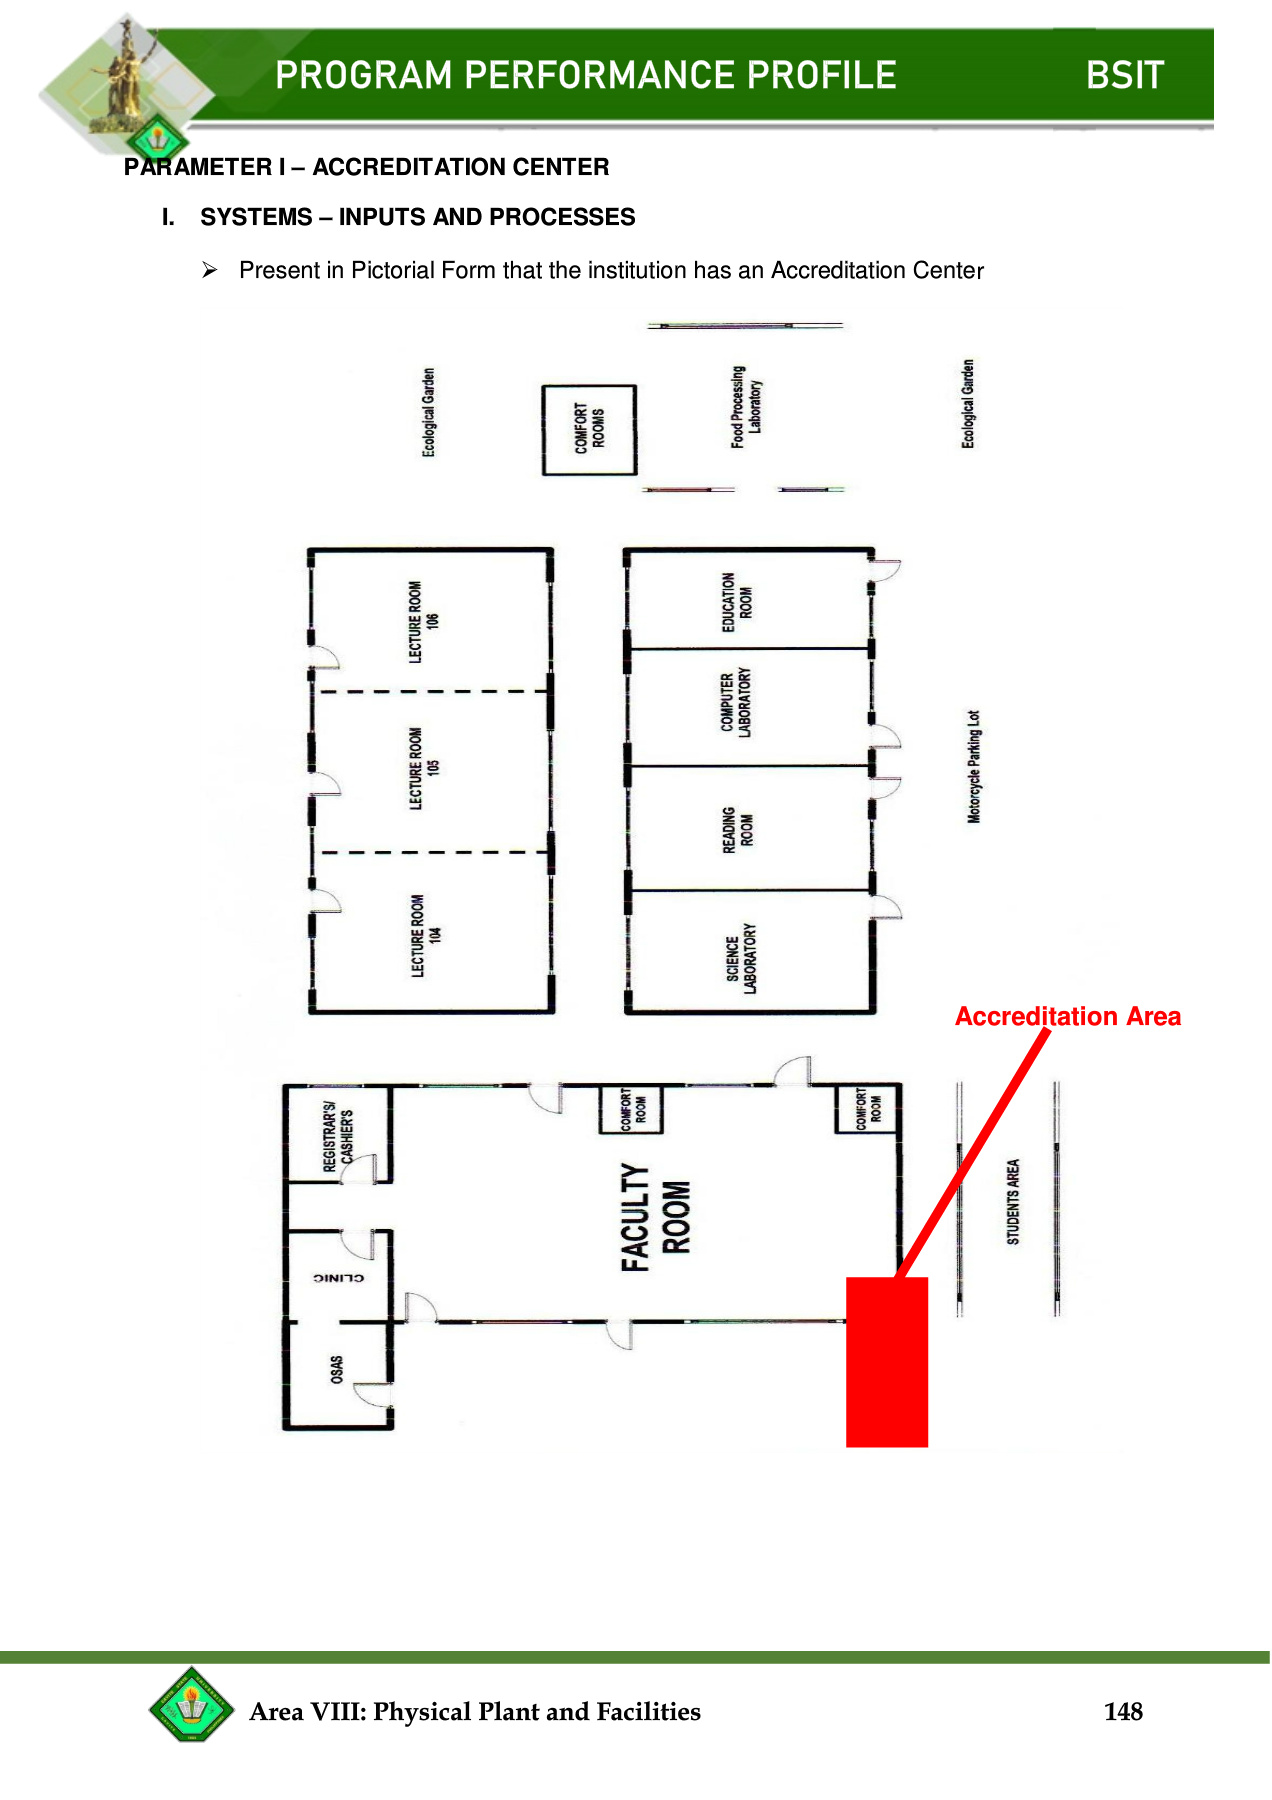 PROGRAM PERFORMANCE PROFILE BSIT
PARAMETER I – ACCREDITATION CENTER
I. SYSTEMS – INPUTS AND PROCESSES
➢ Present in Pictorial Form that the institution has an Accreditation Center
Ecological Garden
COMFORT
ROOMS
Food Processing
Laboratory
Ecological Garden
LECTURE ROOM
106
EDUCATION
ROOM
COMPUTER
LABORATORY
LECTURE ROOM
105
Motorcycle Parking Lot
READING
ROOM
LECTURE ROOM
104
SCIENCE
LABORATORY
Accreditation Area
REGISTRAR'S/
CASHIER'S
COMFORT
ROOM
COMFORT
ROOM
FACULTY
ROOM
STUDENTS AREA
CLINIC
OSAS
Area VIII: Physical Plant and Facilities 148